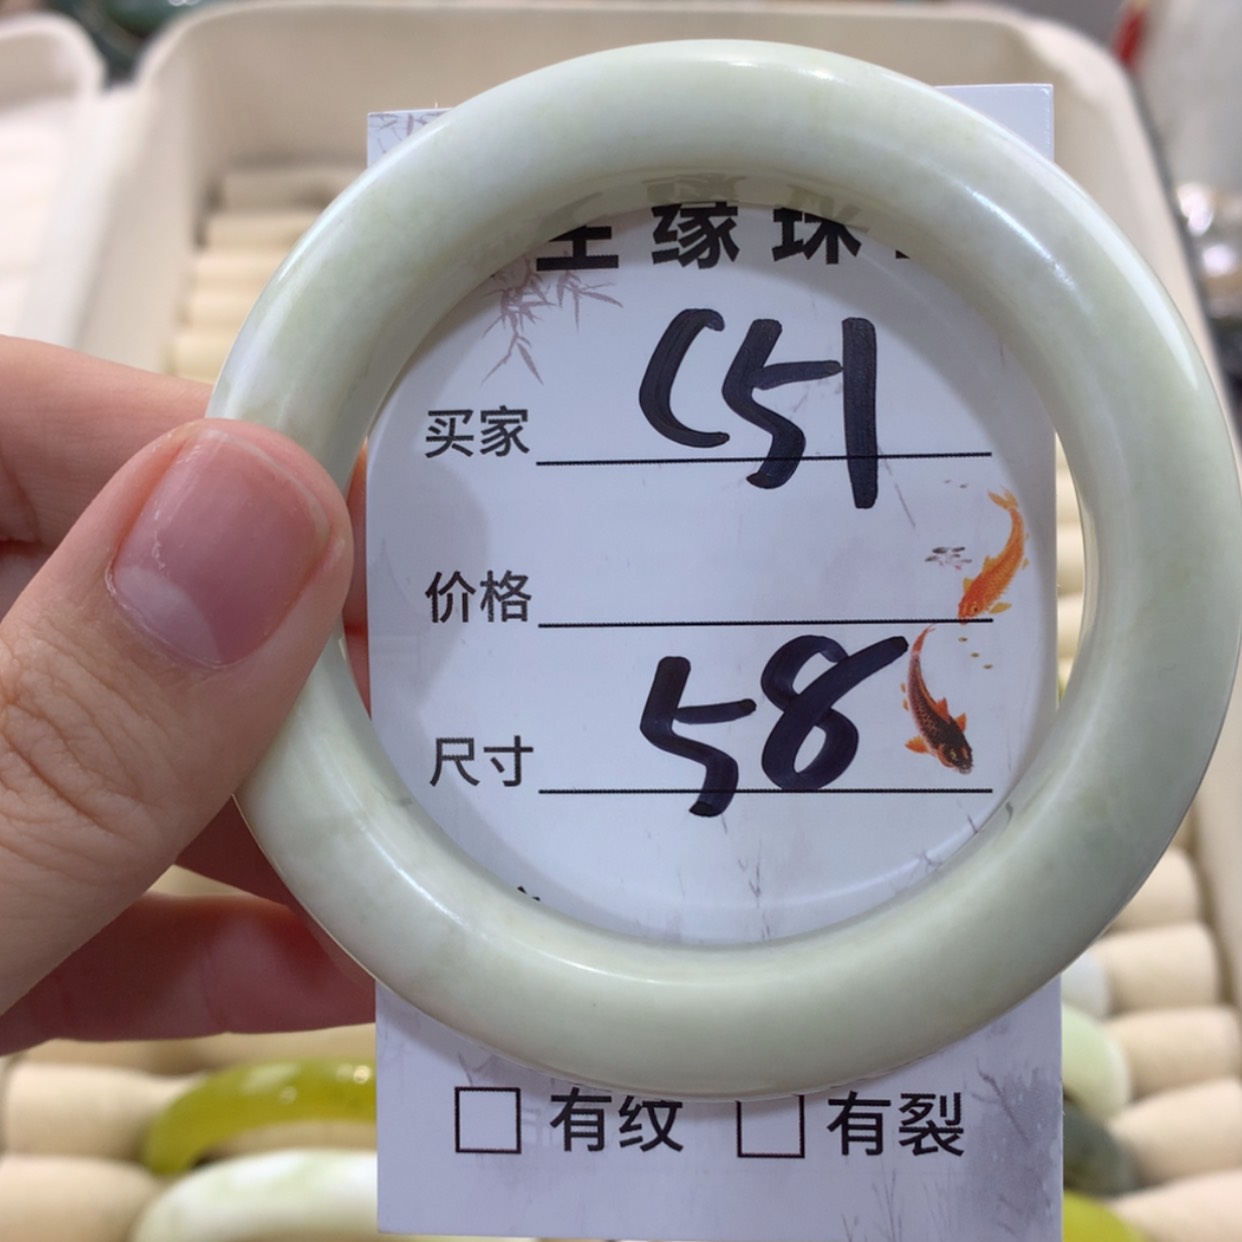 缘珠
买家 C51
价格
尺寸 58
有纹 有裂